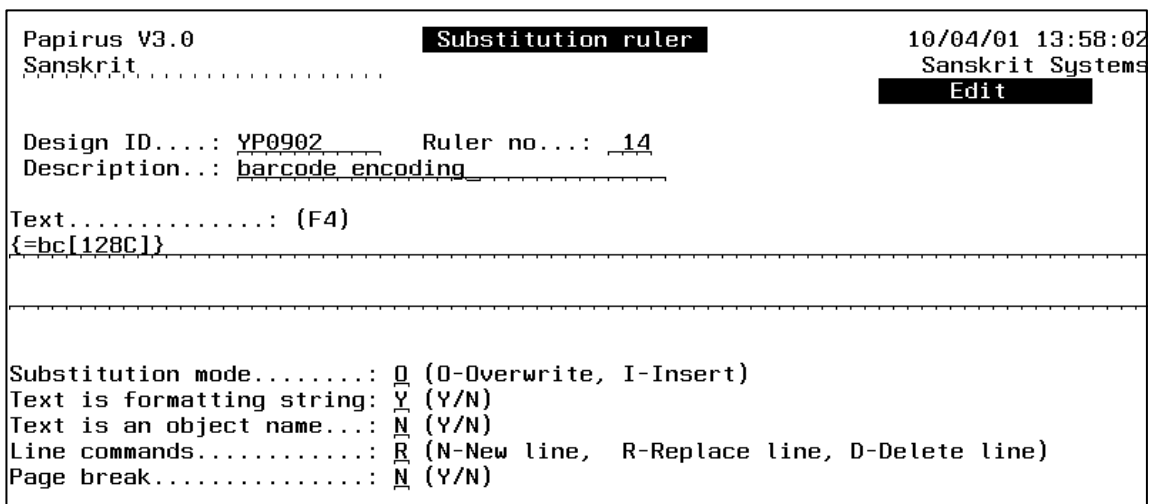 Papirus V3.0 Substitution ruler 10/04/01 13:58:02
Sanskrit Sanskrit Systems
Edit
Design ID....: YP0902 Ruler no...: 14
Description..: barcode encoding_
Text..............: (F4)
{=bc[128C]}
Substitution mode........: O (O-Overwrite, I-Insert)
Text is formatting string: Y (Y/N)
Text is an object name...: N (Y/N)
Line commands............: R (N-New line, R-Replace line, D-Delete line)
Page break...............: N (Y/N)